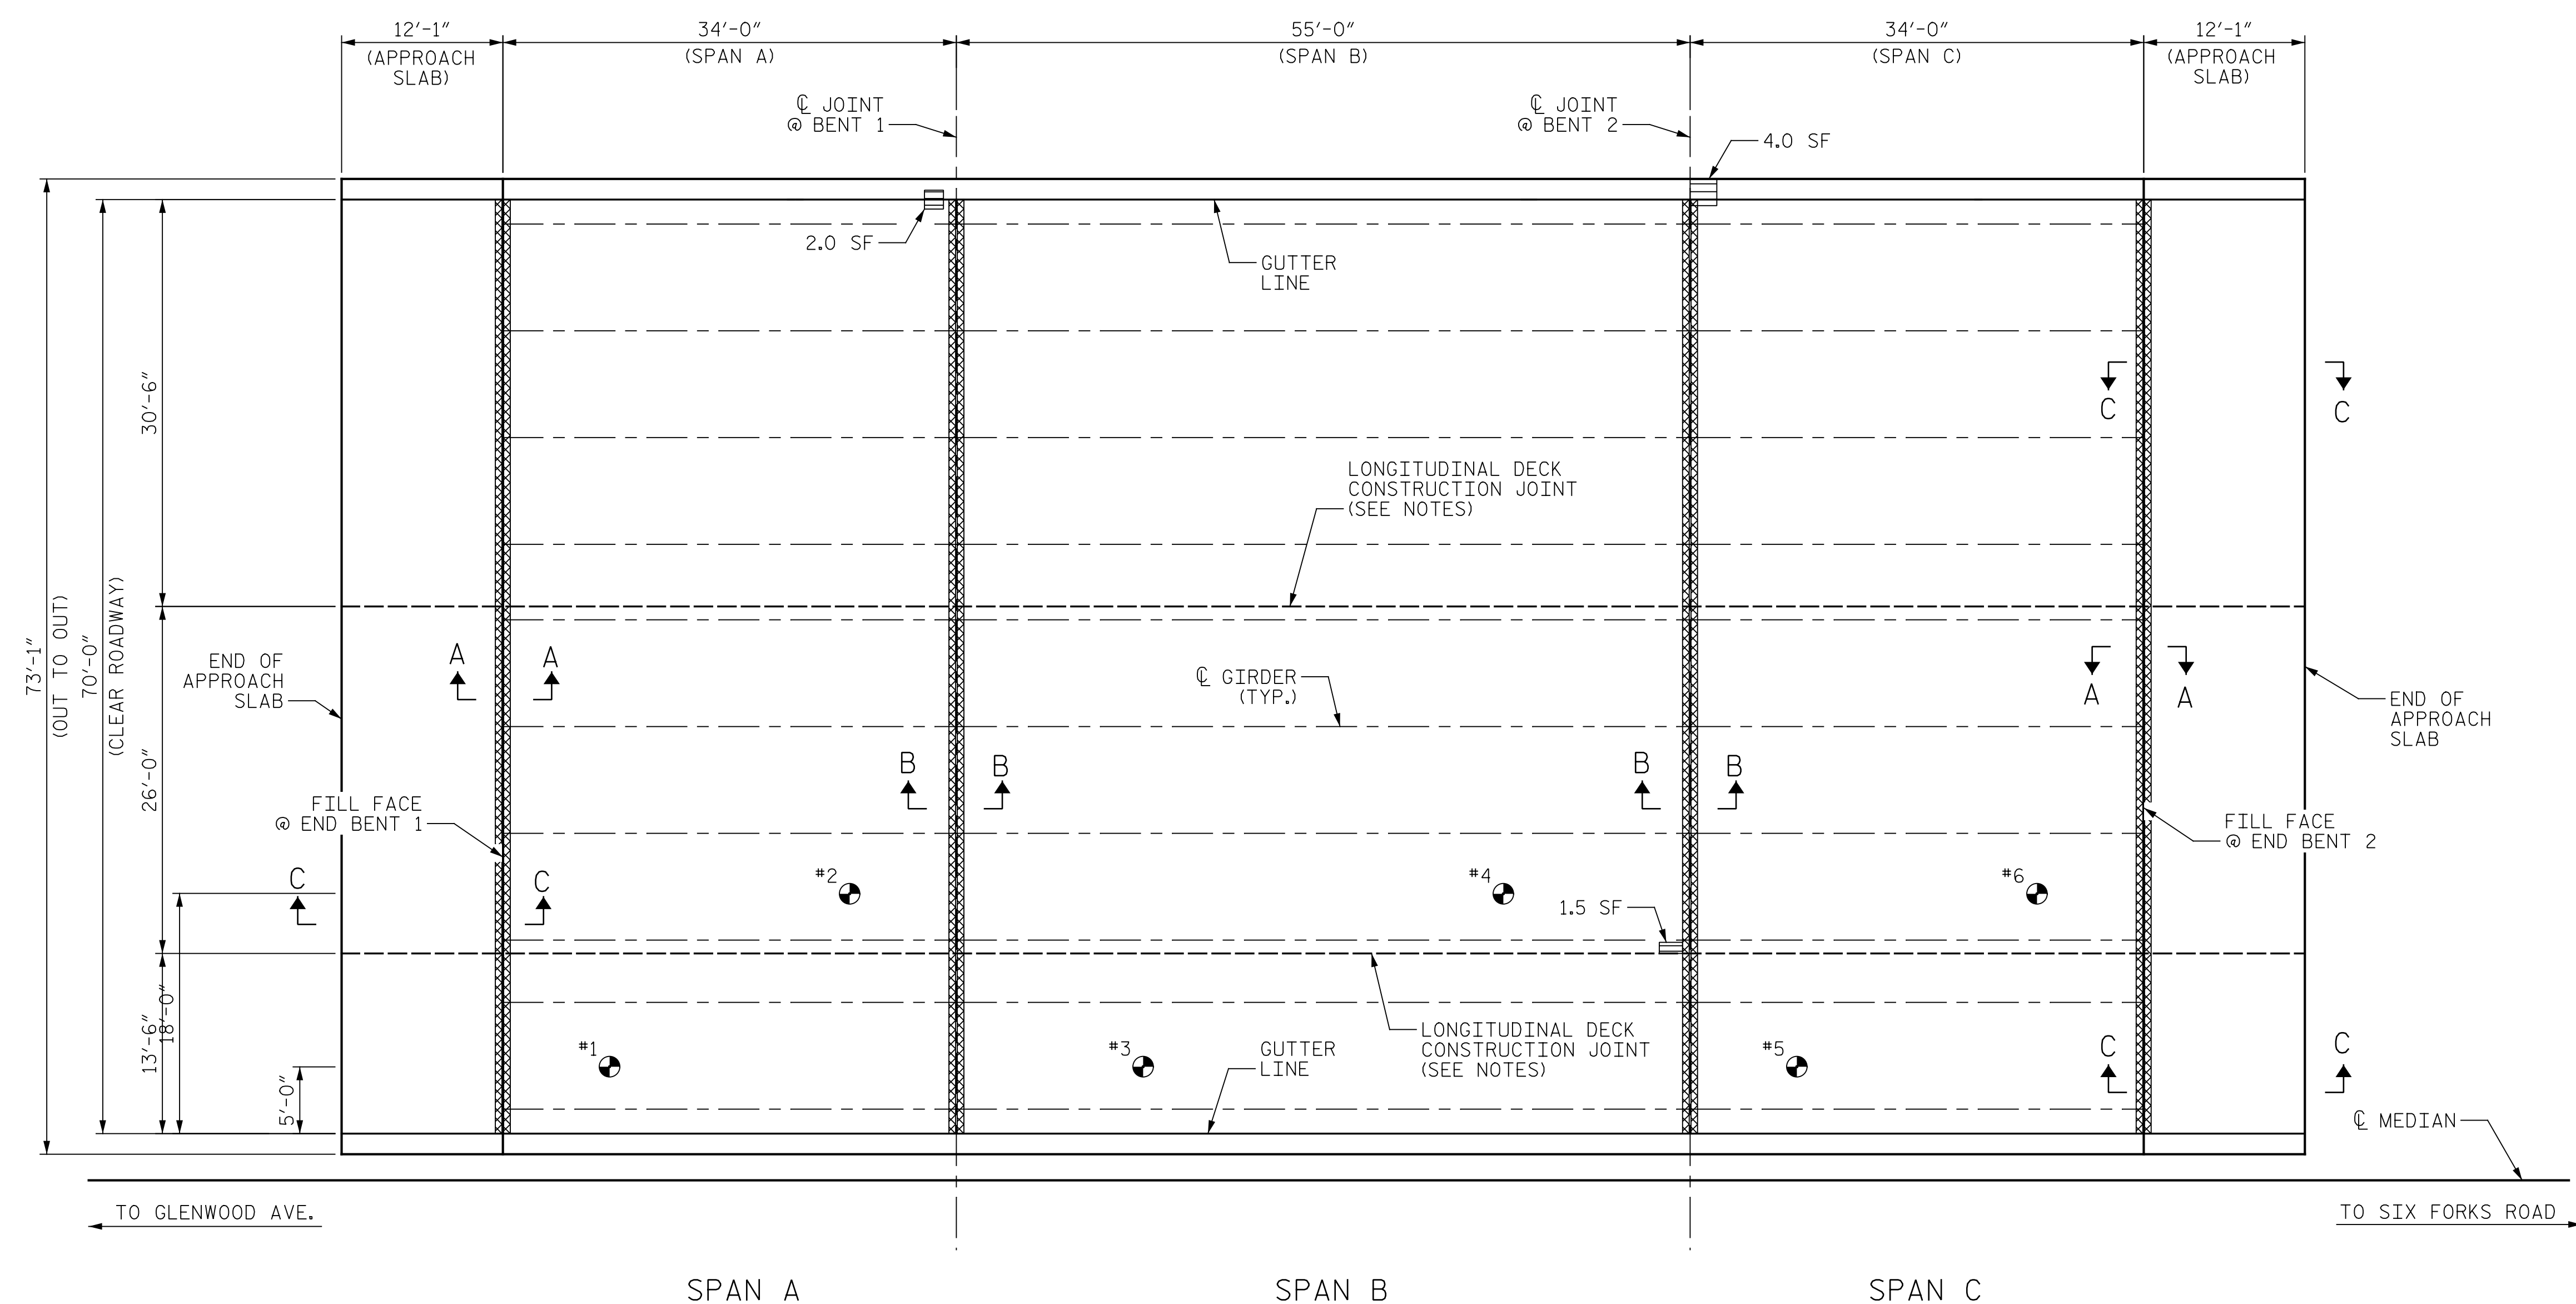 12'-1"
(APPROACH
SLAB)
34'-0"
(SPAN A)
55'-0"
(SPAN B)
34'-0"
(SPAN C)
12'-1"
(APPROACH
SLAB)
℄ JOINT
@ BENT 1
℄ JOINT
@ BENT 2
4.0 SF
2.0 SF
GUTTER
LINE
73'-1"
(OUT TO OUT)
70'-0"
(CLEAR ROADWAY)
30'-6"
26'-0"
13'-6"
18'-0"
5'-0"
C
C
LONGITUDINAL DECK
CONSTRUCTION JOINT
(SEE NOTES)
END OF
APPROACH
SLAB
A
A
℄ GIRDER
(TYP.)
A
A
END OF
APPROACH
SLAB
B
B
B
B
FILL FACE
@ END BENT 1
FILL FACE
@ END BENT 2
C
C
#2
#4
#6
1.5 SF
#1
#3
#5
LONGITUDINAL DECK
CONSTRUCTION JOINT
(SEE NOTES)
GUTTER
LINE
C
C
℄ MEDIAN
TO GLENWOOD AVE.
TO SIX FORKS ROAD
SPAN A
SPAN B
SPAN C